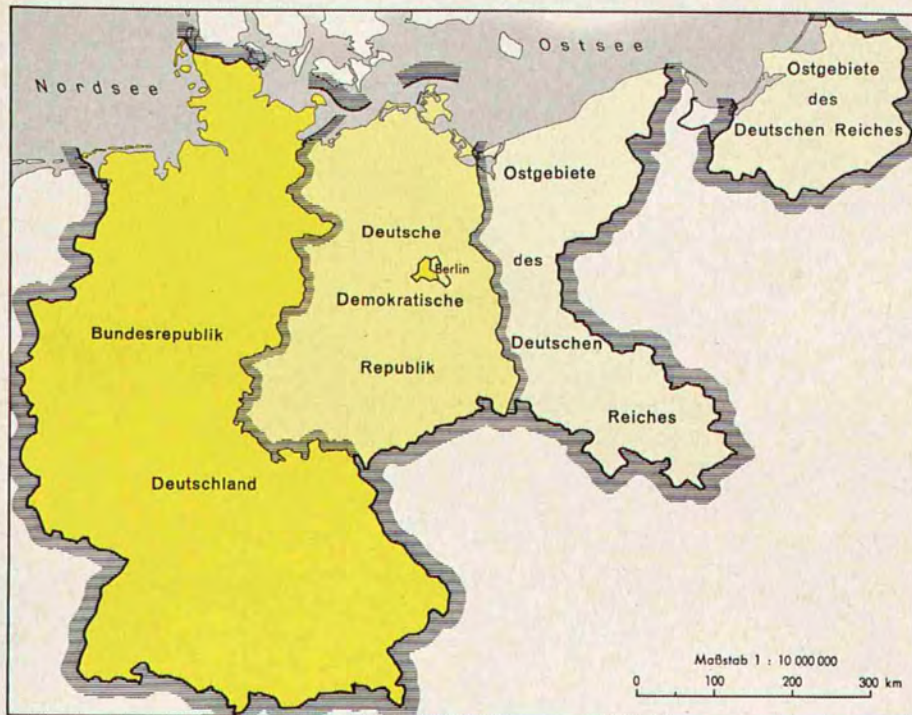 Nordsee
Ostsee
Ostgebiete
des
Deutschen Reiches
Ostgebiete
des
Deutschen
Reiches
Deutsche
Berlin
Demokratische
Republik
Bundesrepublik
Deutschland
Maßstab 1 : 10 000 000
0 100 200 300 km